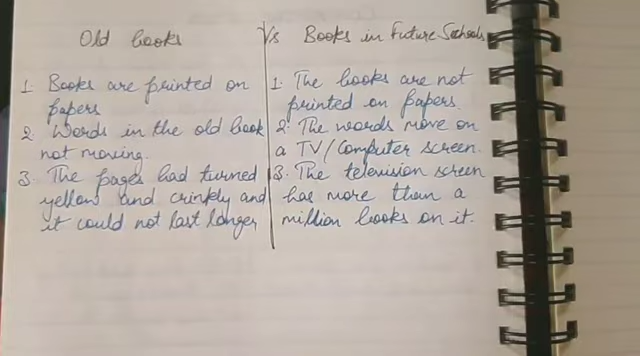 Old books Vs Books in Future Schools
1. Books are printed on
papers
2. Words in the old book
not moving.
3. The pages had turned
yellow and crinkly and
it could not last longer
1. The books are not
printed on papers
2. The words move on
a TV/Computer screen.
3. The television screen
has more than a
million books on it.